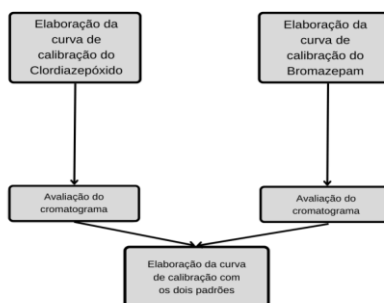 Elaboração da
curva de
calibração do
Clordiazepóxido
Elaboração da
curva de
calibração do
Bromazepam
Avaliação do
cromatograma
Avaliação do
cromatograma
Elaboração da curva
de calibração com
os dois padrões